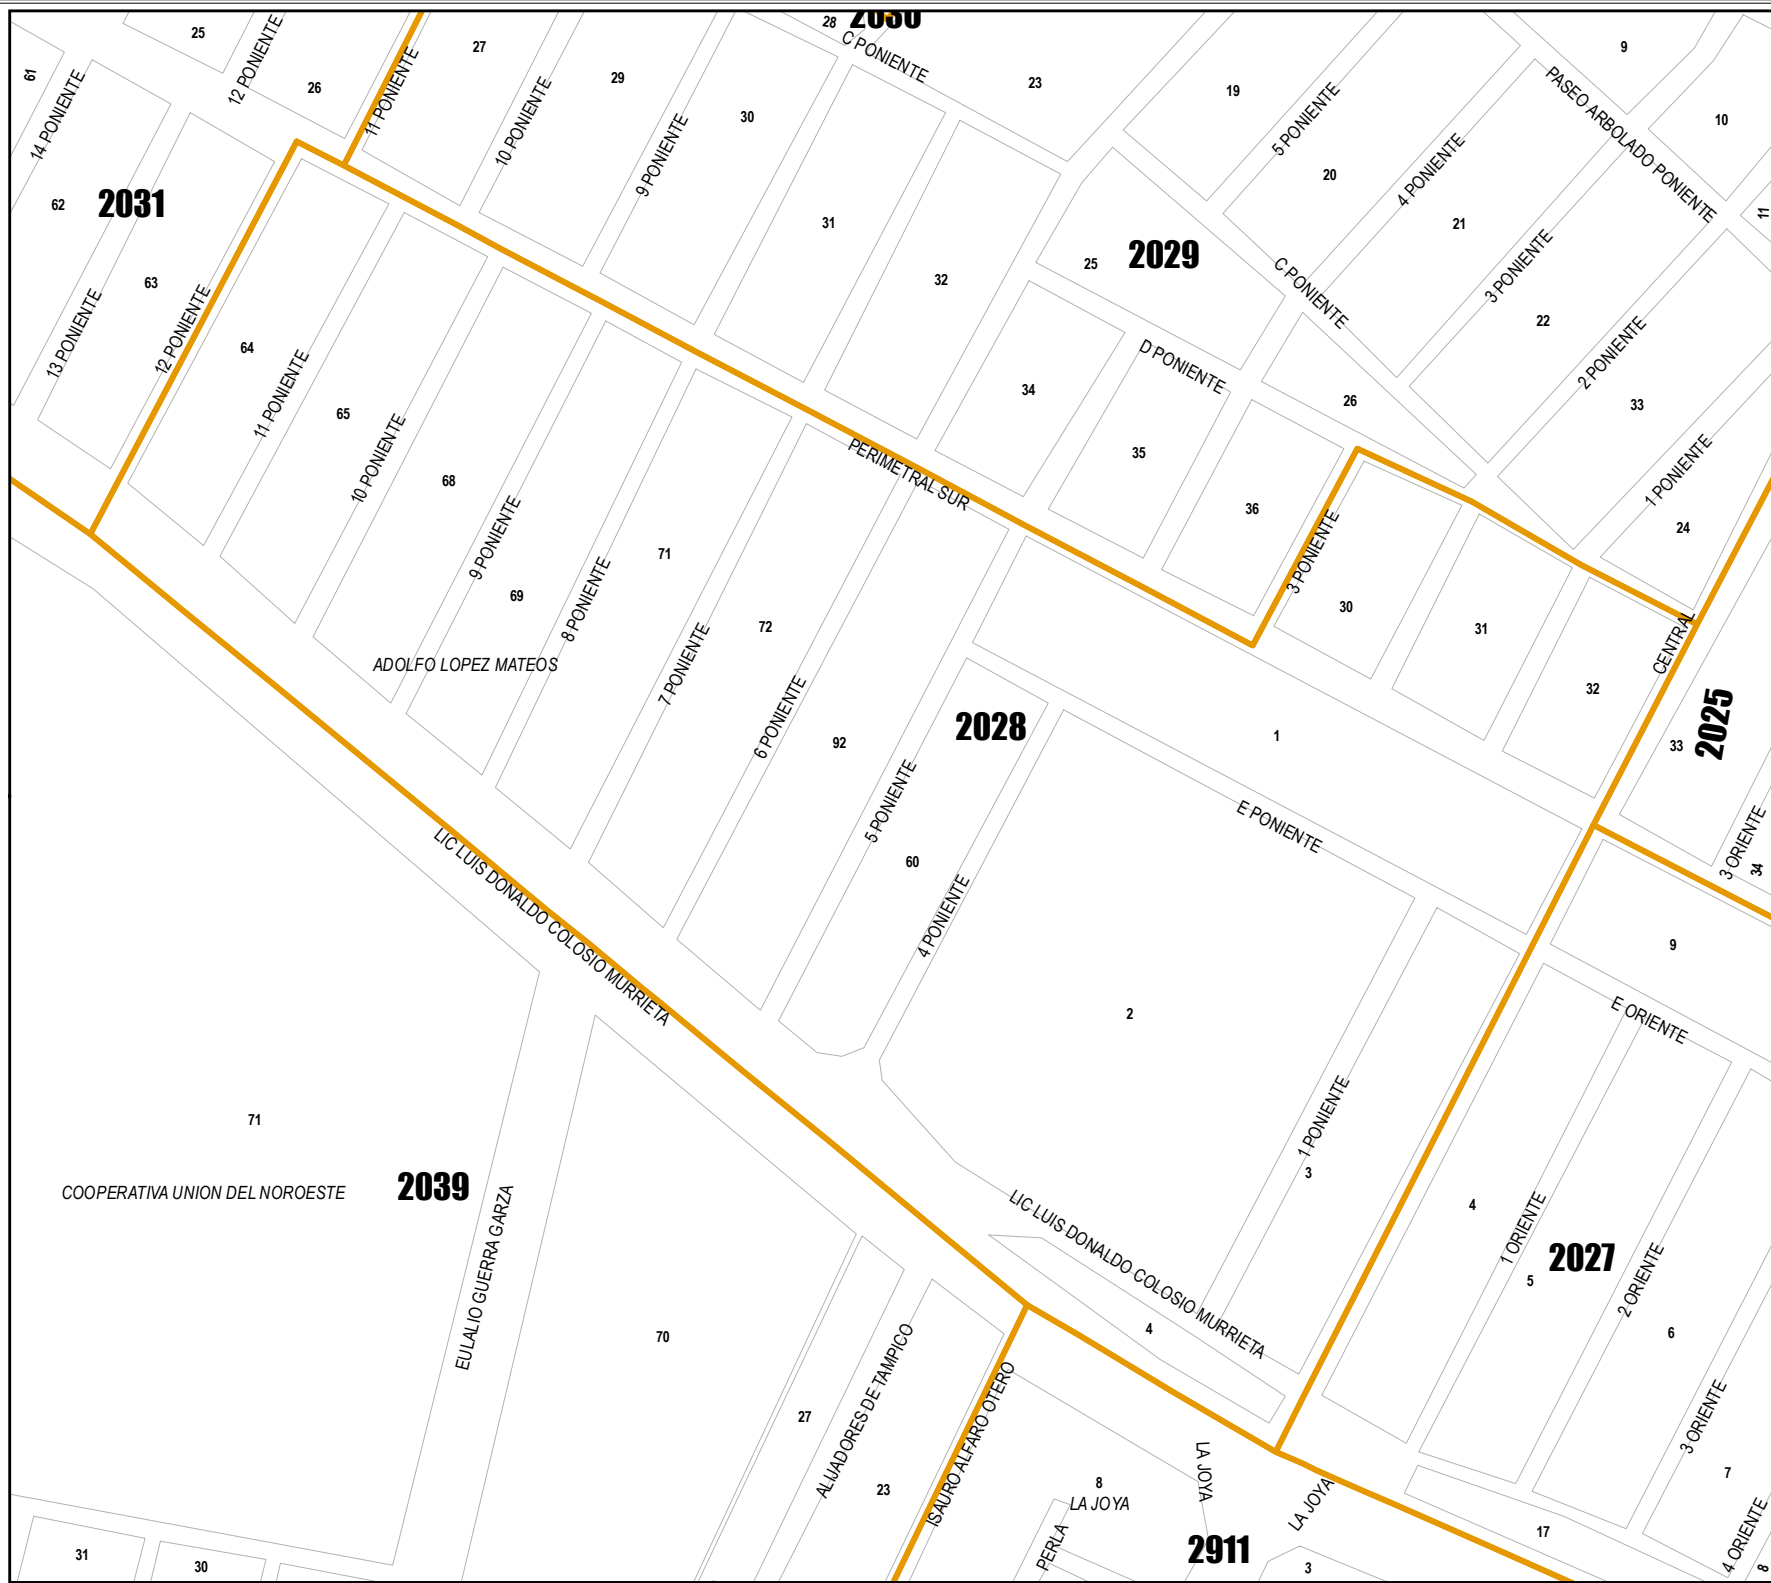 28
2030
25
12 PONIENTE
11 PONIENTE
27
C PONIENTE
9
61
26
29
23
19
PASEO ARBOLADO PONIENTE
14 PONIENTE
10 PONIENTE
9 PONIENTE
30
5 PONIENTE
10
62
2031
31
20
4 PONIENTE
21
11
63
32
25
2029
C PONIENTE
3 PONIENTE
13 PONIENTE
12 PONIENTE
64
22
2 PONIENTE
11 PONIENTE
65
D PONIENTE
34
26
33
10 PONIENTE
68
PERIMETRAL SUR
35
1 PONIENTE
9 PONIENTE
36
3 PONIENTE
24
71
8 PONIENTE
69
30
31
72
7 PONIENTE
ADOLFO LOPEZ MATEOS
CENTRAL
32
6 PONIENTE
92
2028
1
33
2025
5 PONIENTE
E PONIENTE
3 ORIENTE
34
LIC LUIS DONALDO COLOSIO MURRIETA
60
4 PONIENTE
9
2
E ORIENTE
71
1 PONIENTE
3
COOPERATIVA UNION DEL NOROESTE
2039
LIC LUIS DONALDO COLOSIO MURRIETA
4
1 ORIENTE
2027
5
2 ORIENTE
EULALIO GUERRA GARZA
70
4
6
27
ALIJADORES DE TAMPICO
ISAURO ALFARO OTERO
3 ORIENTE
23
8
LA JOYA
LA JOYA
LA JOYA
7
17
31
30
PERLA
2911
3
4 ORIENTE
8